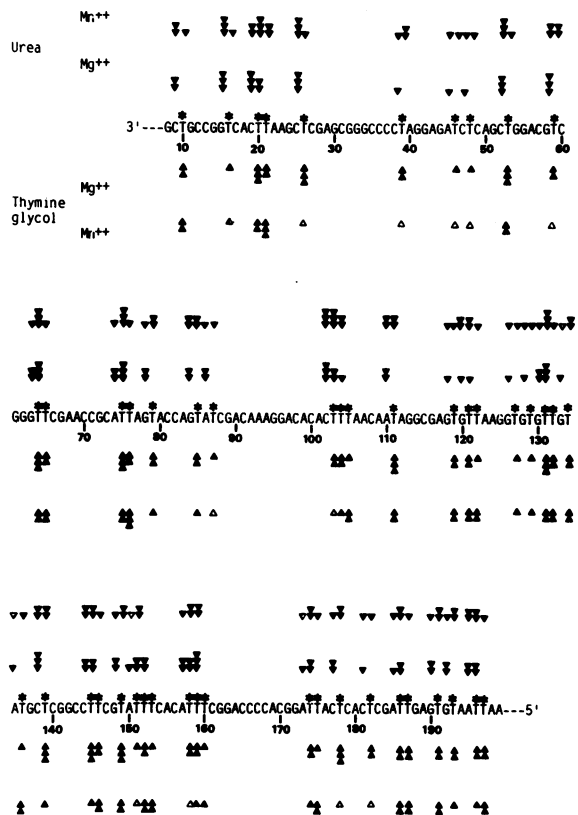 Mn++
Urea
Mg++
3'---GCTGCCGGTCACTTAAGCTCGAGCGGGCCCCTAGGAGATCTCAGCTGGACGTC
10 20 30 40 50 60
Mg++
Thymine
glycol
Mn++
GGGTTCGAACCGCATTAGTACCAGTATCGACAAAGGACACACTTTAACAATAGGCGAGTGTTAAGGTGTGTTGT
70 80 90 100 110 120 130
ATGCTCGGCCTTCGTATTTCACATTTCGGACCCCACGGATTACTCACTCGATTGAGTGTAATTAA---5'
140 150 160 170 180 190